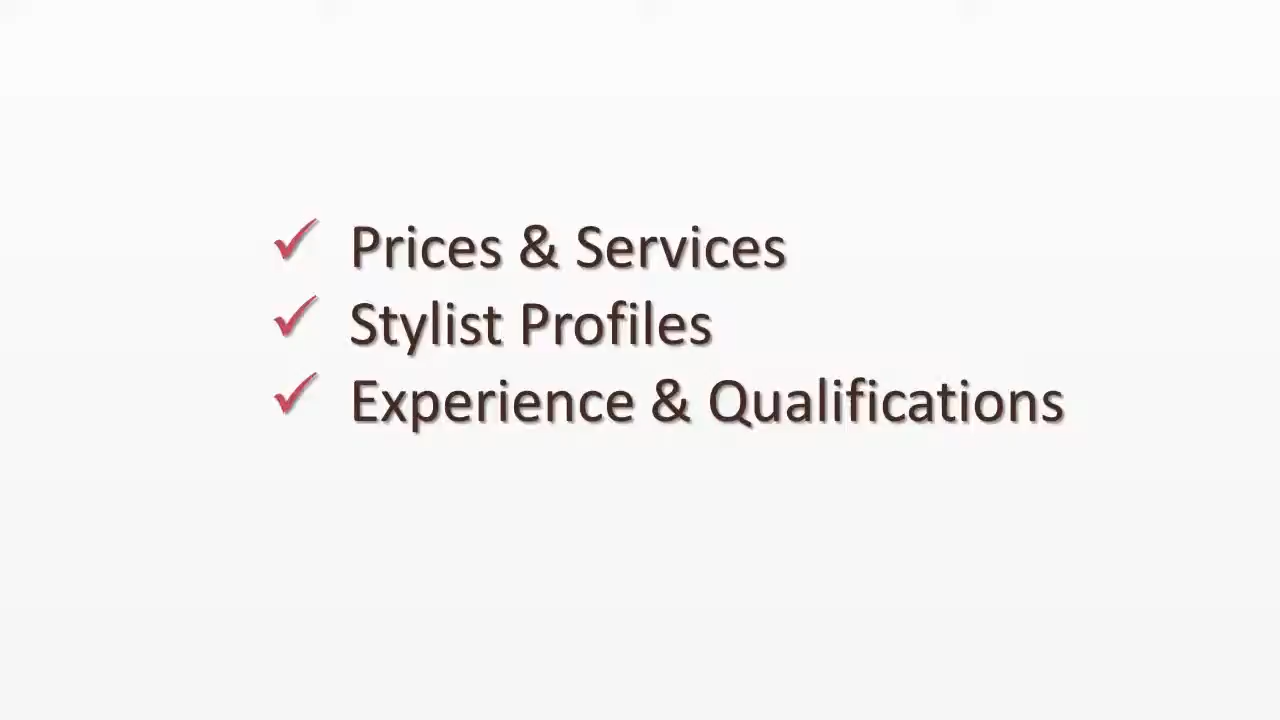 ✓ Prices & Services
✓ Stylist Profiles
✓ Experience & Qualifications